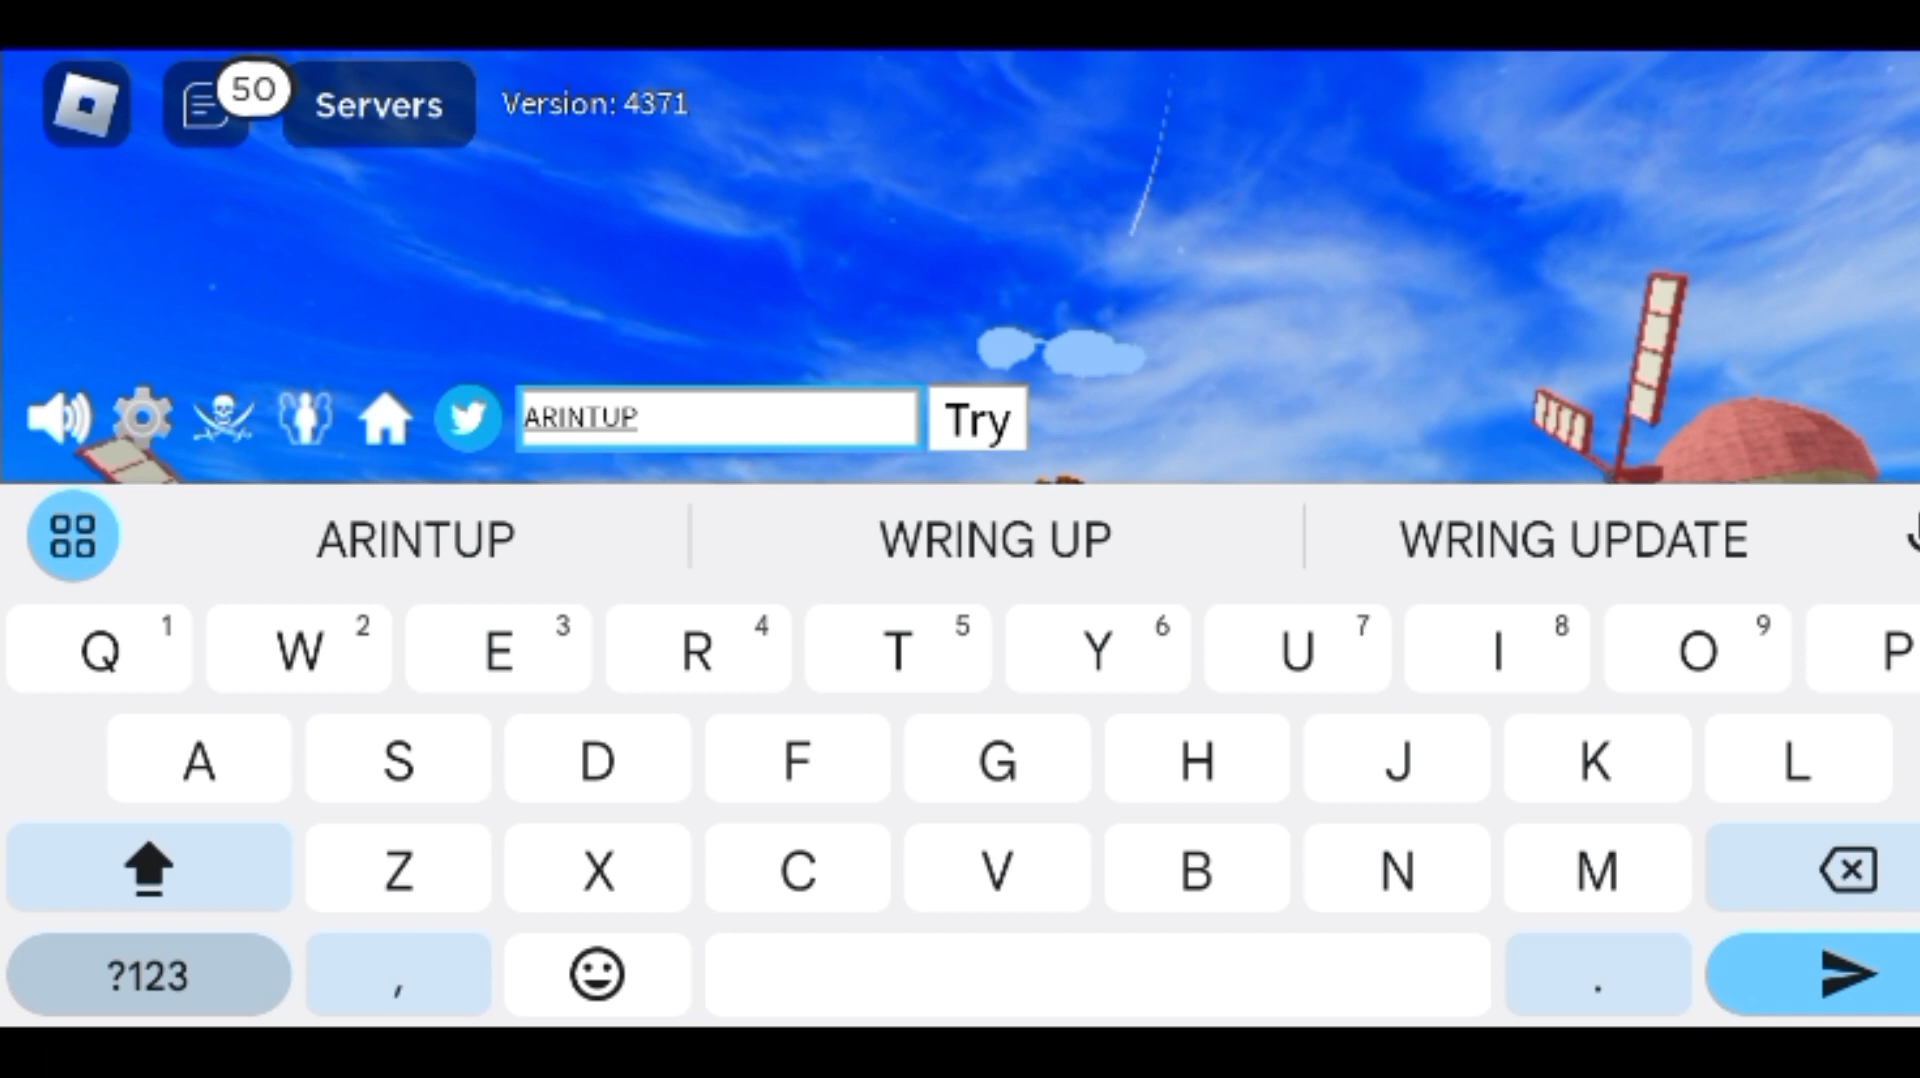 50
Servers
Version: 4371
ARINTUP
Try
ARINTUP
WRING UP
WRING UPDATE
Q 1 W 2 E 3 R 4 T 5 Y 6 U 7 I 8 O 9 P
A S D F G H J K L
Z X C V B N M
?123 , .